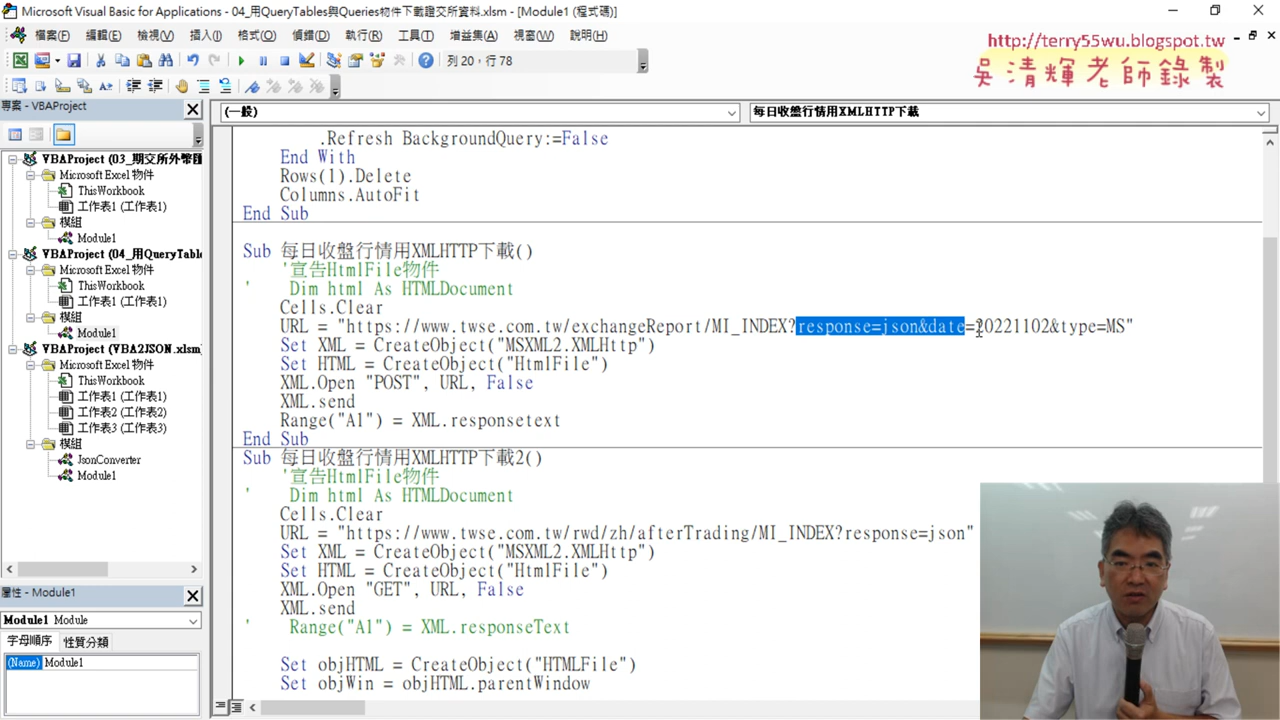 Microsoft Visual Basic for Applications - 04_用QueryTables與Queries物件下載證交所資料.xlsm - [Module1 (程式碼)]
檔案(F) 編輯(E) 檢視(V) 插入(I) 格式(O) 偵錯(D) 執行(R) 工具(T) 增益集(A) 視窗(W) 說明(H)
http://terry55wu.blogspot.tw
吳清輝老師錄製
列 20，行 78
專案 - VBAProject
(一般)
每日收盤行情用XMLHTTP下載
VBAProject (03_期交所外幣匯
Microsoft Excel 物件
ThisWorkbook
工作表1 (工作表1)
模組
Module1
VBAProject (04_用QueryTable
Microsoft Excel 物件
ThisWorkbook
工作表1 (工作表1)
模組
Module1
VBAProject (VBA2JSON.xlsm)
Microsoft Excel 物件
ThisWorkbook
工作表1 (工作表1)
工作表2 (工作表2)
工作表3 (工作表3)
模組
JsonConverter
Module1
屬性 - Module1
Module1 Module
字母順序 性質分類
(Name) Module1
.Refresh BackgroundQuery:=False
End With
Rows(1).Delete
Columns.AutoFit
End Sub
Sub 每日收盤行情用XMLHTTP下載()
'宣告HtmlFile物件
' Dim html As HTMLDocument
Cells.Clear
URL = "https://www.twse.com.tw/exchangeReport/MI_INDEX?response=json&date=20221102&type=MS"
Set XML = CreateObject("MSXML2.XMLHttp")
Set HTML = CreateObject("HtmlFile")
XML.Open "POST", URL, False
XML.send
Range("A1") = XML.responsetext
End Sub
Sub 每日收盤行情用XMLHTTP下載2()
'宣告HtmlFile物件
' Dim html As HTMLDocument
Cells.Clear
URL = "https://www.twse.com.tw/rwd/zh/afterTrading/MI_INDEX?response=json"
Set XML = CreateObject("MSXML2.XMLHttp")
Set HTML = CreateObject("HtmlFile")
XML.Open "GET", URL, False
XML.send
' Range("A1") = XML.responseText
Set objHTML = CreateObject("HTMLFile")
Set objWin = objHTML.parentWindow